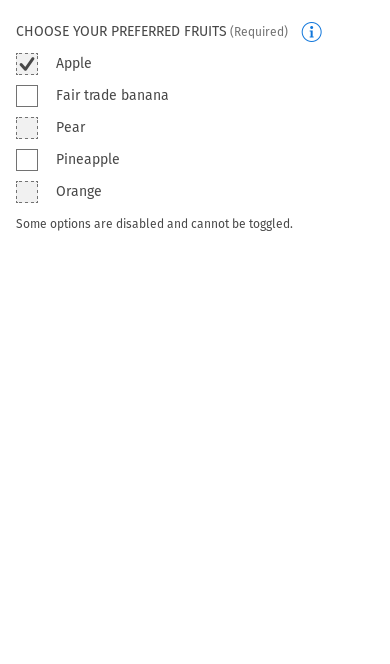 CHOOSE YOUR PREFERRED FRUITS (Required)
Apple
Fair trade banana
Pear
Pineapple
Orange
Some options are disabled and cannot be toggled.